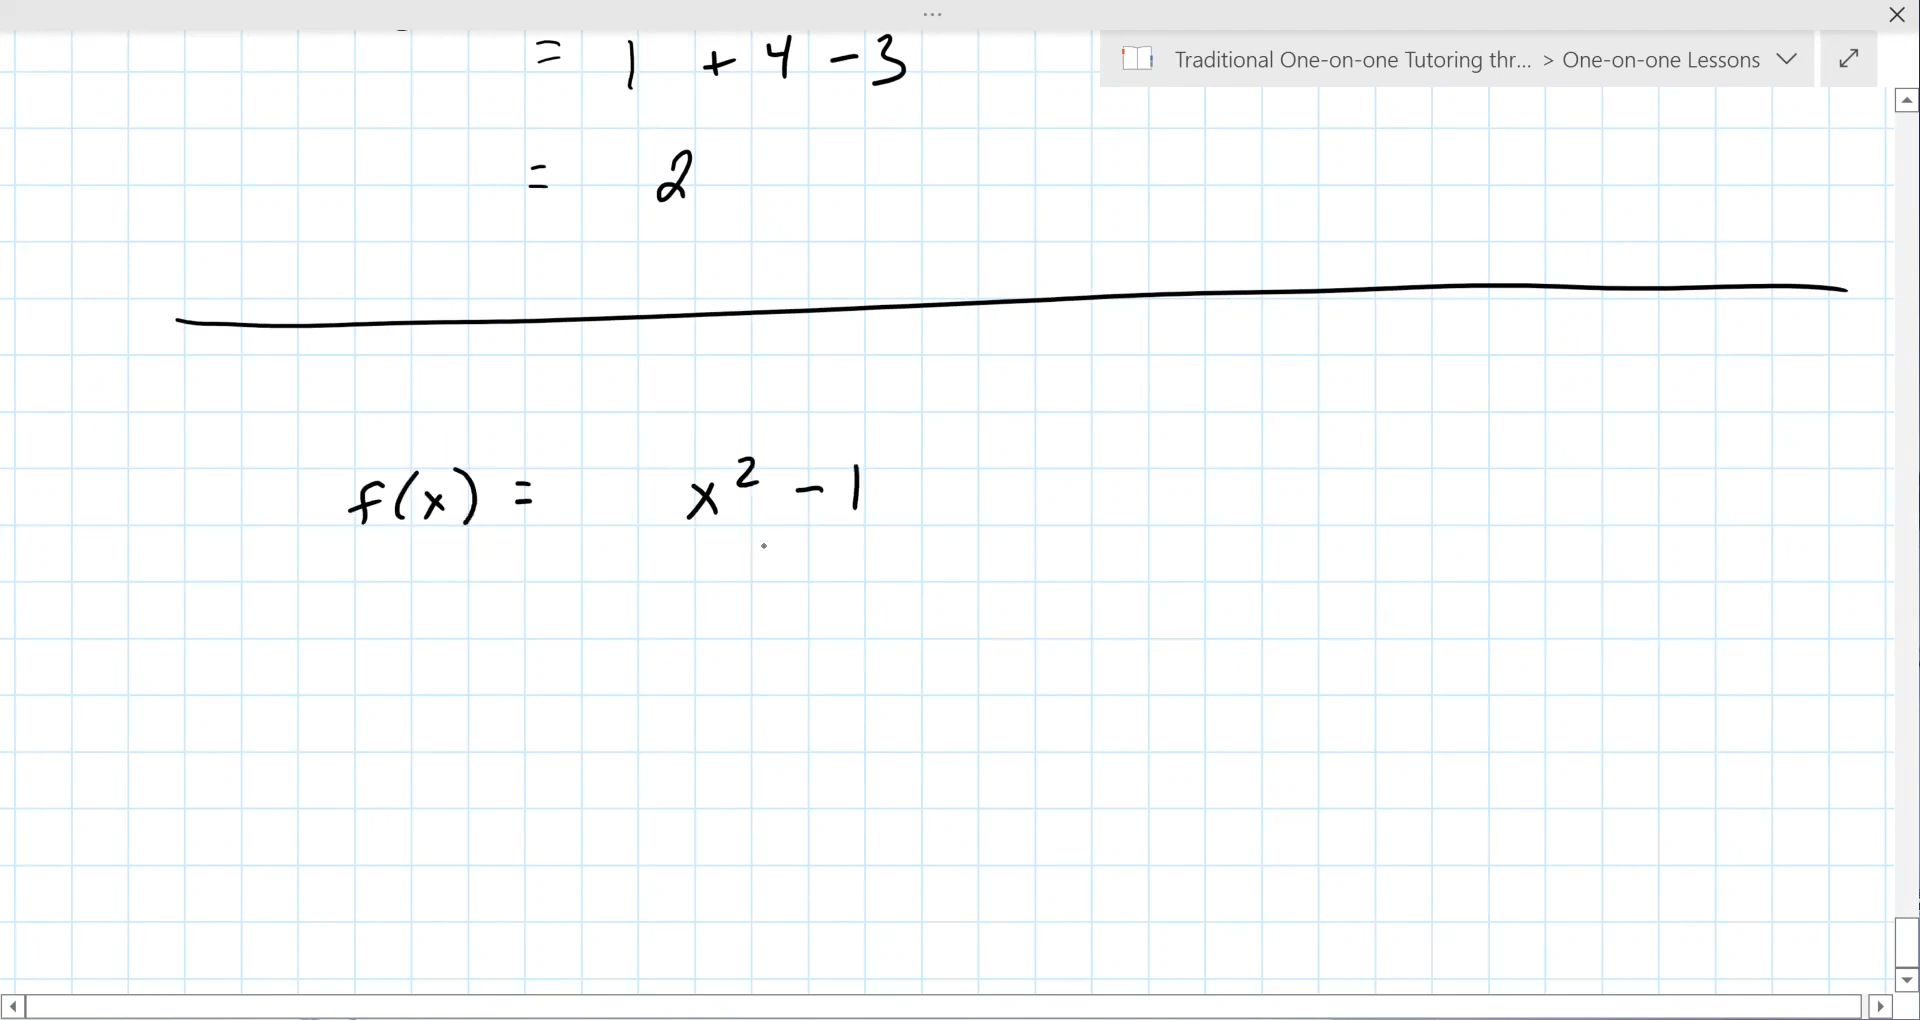 ...
= 1 + 4 - 3
Traditional One-on-one Tutoring thr... > One-on-one Lessons
= 2
f(x) = x² - 1